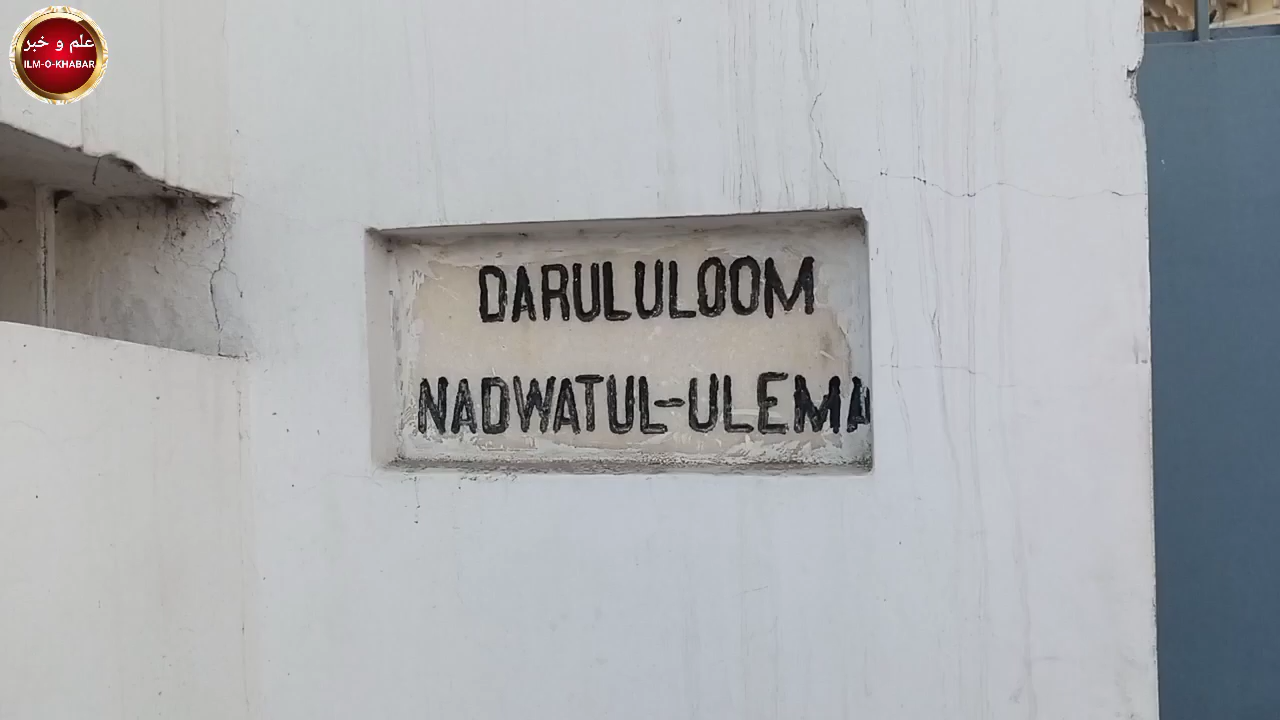 علم و خبر
ILM-O-KHABAR
DARULULOOM
NADWATUL-ULEMA